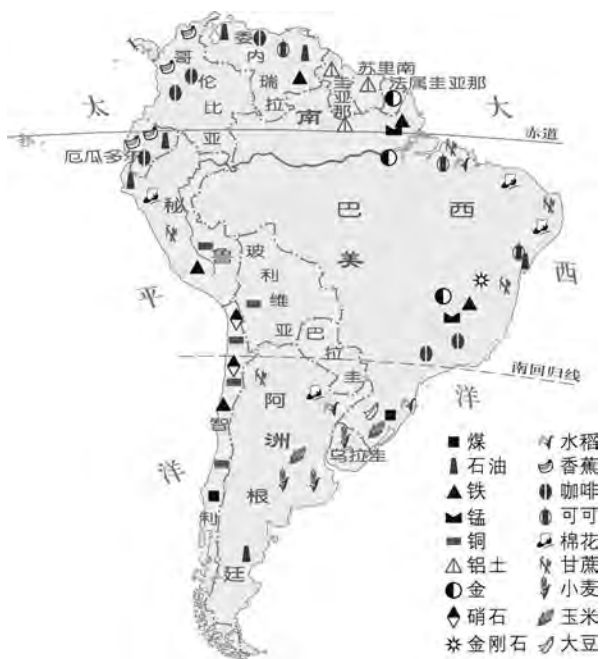 委
内
瑞
拉
哥
伦
比
亚
圭
亚
那
苏里南
法属圭亚那
太
平
洋
大
西
洋
南
美
洲
赤道
厄瓜多尔
秘
鲁
巴
西
玻
利
维
亚
巴
拉
圭
南回归线
阿
根
廷
智
利
乌拉圭
煤
石油
铁
锰
铜
铝土
金
硝石
金刚石
水稻
香蕉
咖啡
可可
棉花
甘蔗
小麦
玉米
大豆